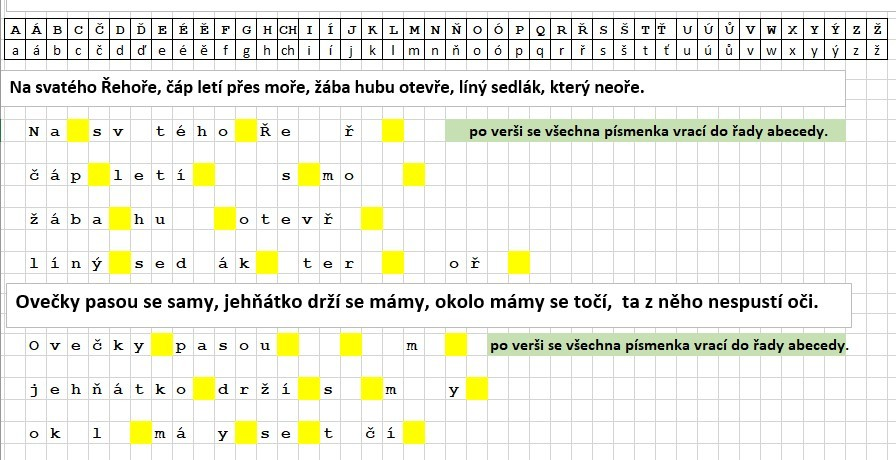 A Á B C Č D Ď E É Ě F G H CH I Í J K L M N Ň O Ó P Q R Ř S Š T Ť U Ú Ů V W X Y Ý Z Ž
a á b c č d ď e é ě f g h ch i í j k l m n ň o ó p q r ř s š t ť u ú ů v w x y ý z ž
Na svatého Řehoře, čáp letí přes moře, žába hubu otevře, líný sedlák, který neoře.
N a s v t é h o Ř e ř po verši se všechna písmenka vrací do řady abecedy.
č á p l e t í s m o
ž á b a h u o t e v ř
l í n ý s e d á k t e r o ř
Ovečky pasou se samy, jehňátko drží se mámy, okolo mámy se točí, ta z něho nespustí oči.
O v e č k y p a s o u m po verši se všechna písmenka vrací do řady abecedy.
j e h ň á t k o d r ž í s m y
o k l m á y s e t č í